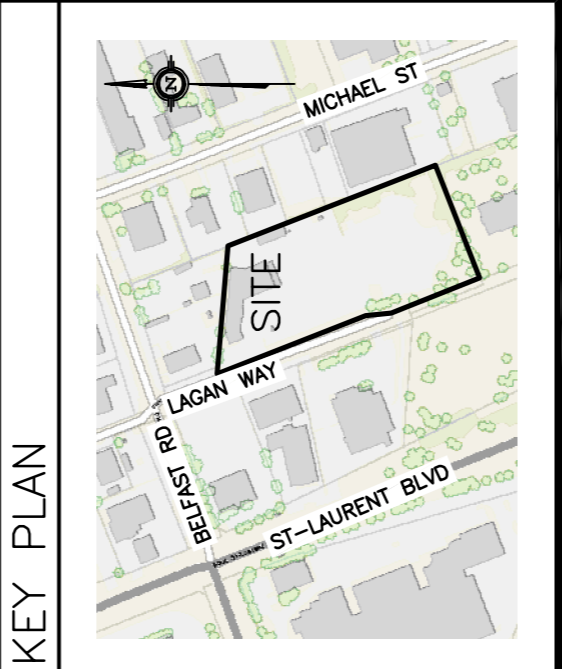 KEY PLAN
N
MICHAEL ST
SITE
LAGAN WAY
BELFAST RD
ST-LAURENT BLVD